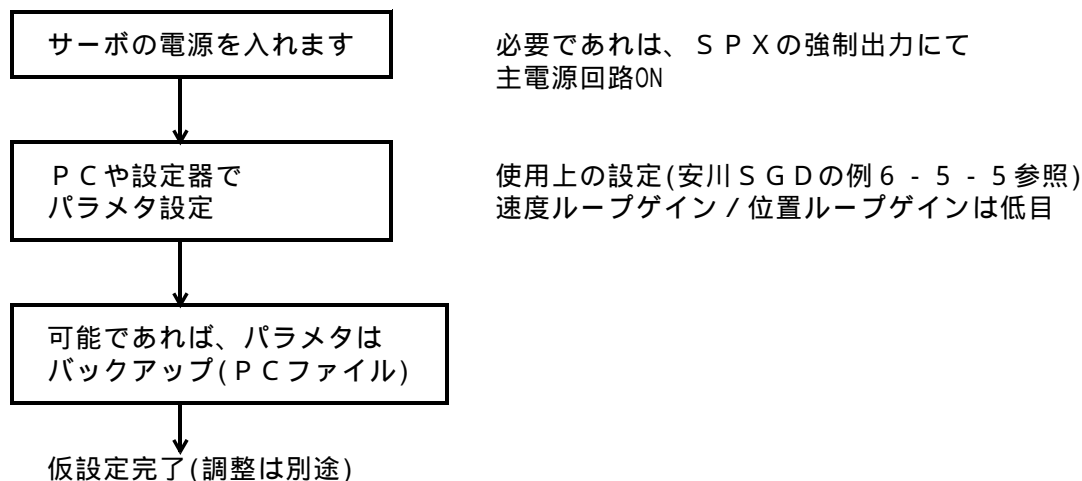 サーボの電源を入れます
必要であれは、ＳＰＸの強制出力にて
主電源回路ON
ＰＣや設定器で
パラメタ設定
使用上の設定(安川ＳＧＤの例６-５-５参照)
速度ループゲイン／位置ループゲインは低目
可能であれば、パラメタは
バックアップ(ＰＣファイル)
仮設定完了(調整は別途)